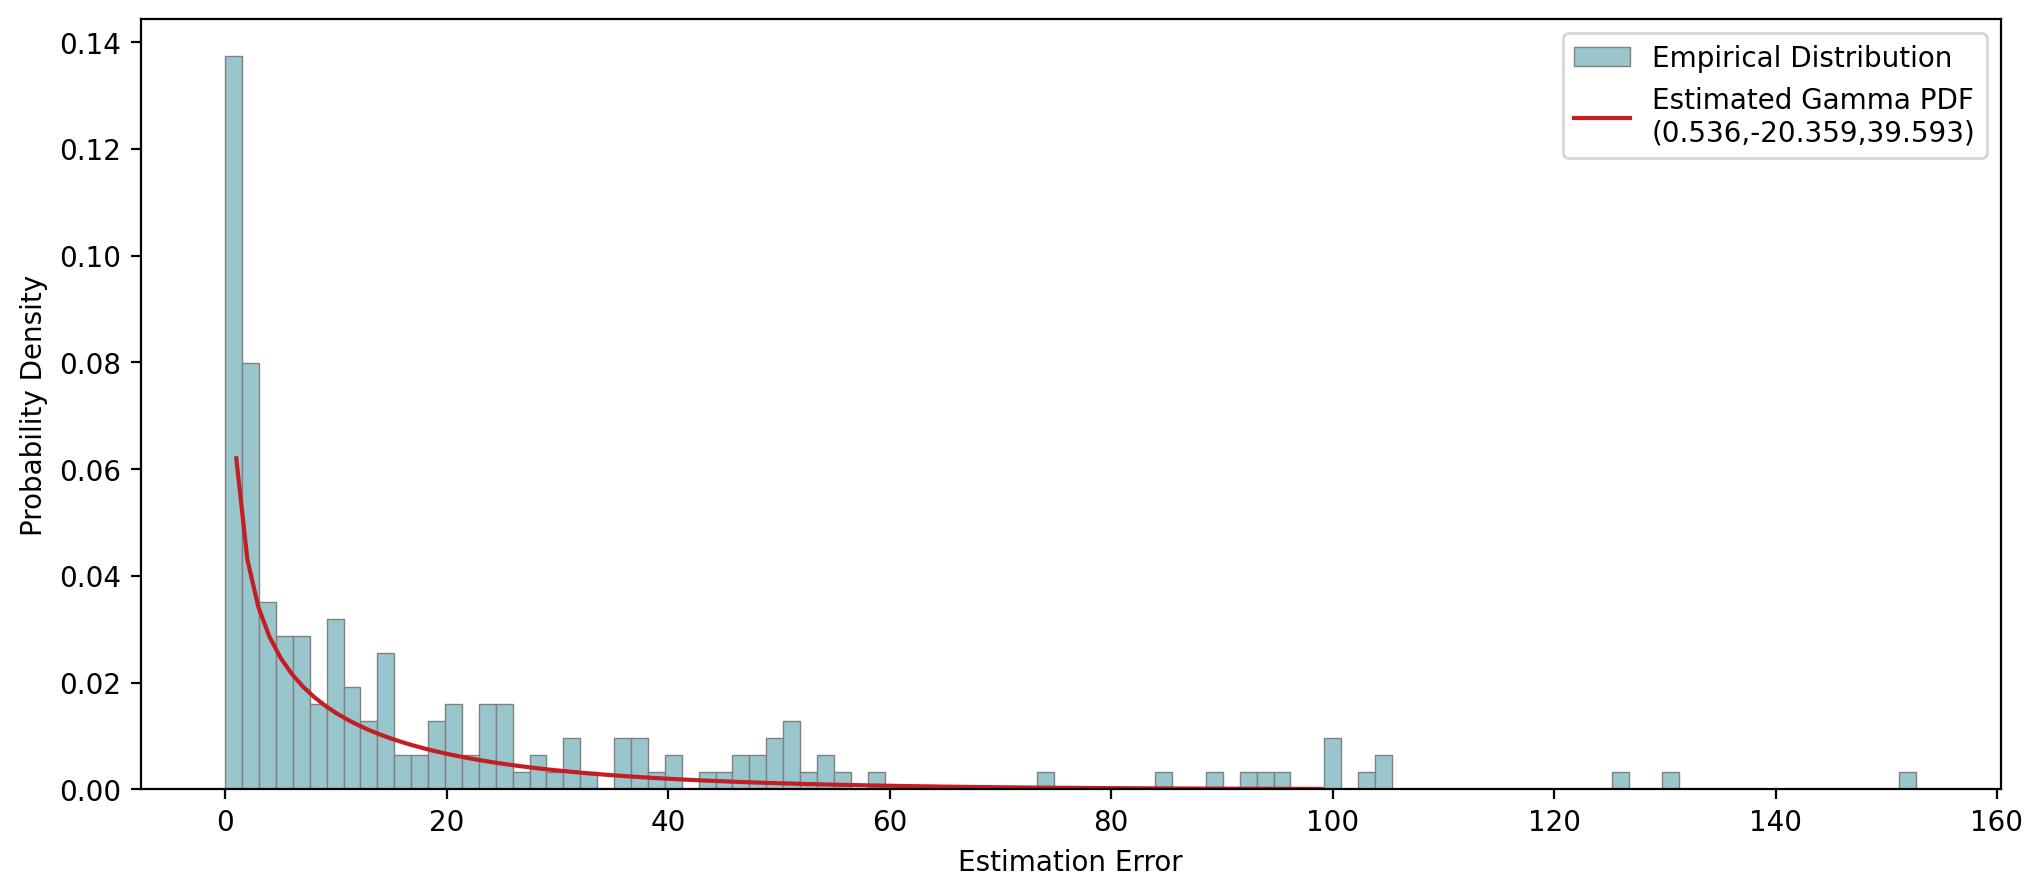 0.14
0.12
0.10
0.08
0.06
0.04
0.02
0.00
Probability Density
Empirical Distribution
Estimated Gamma PDF
(0.536,-20.359,39.593)
0 20 40 60 80 100 120 140 160
Estimation Error